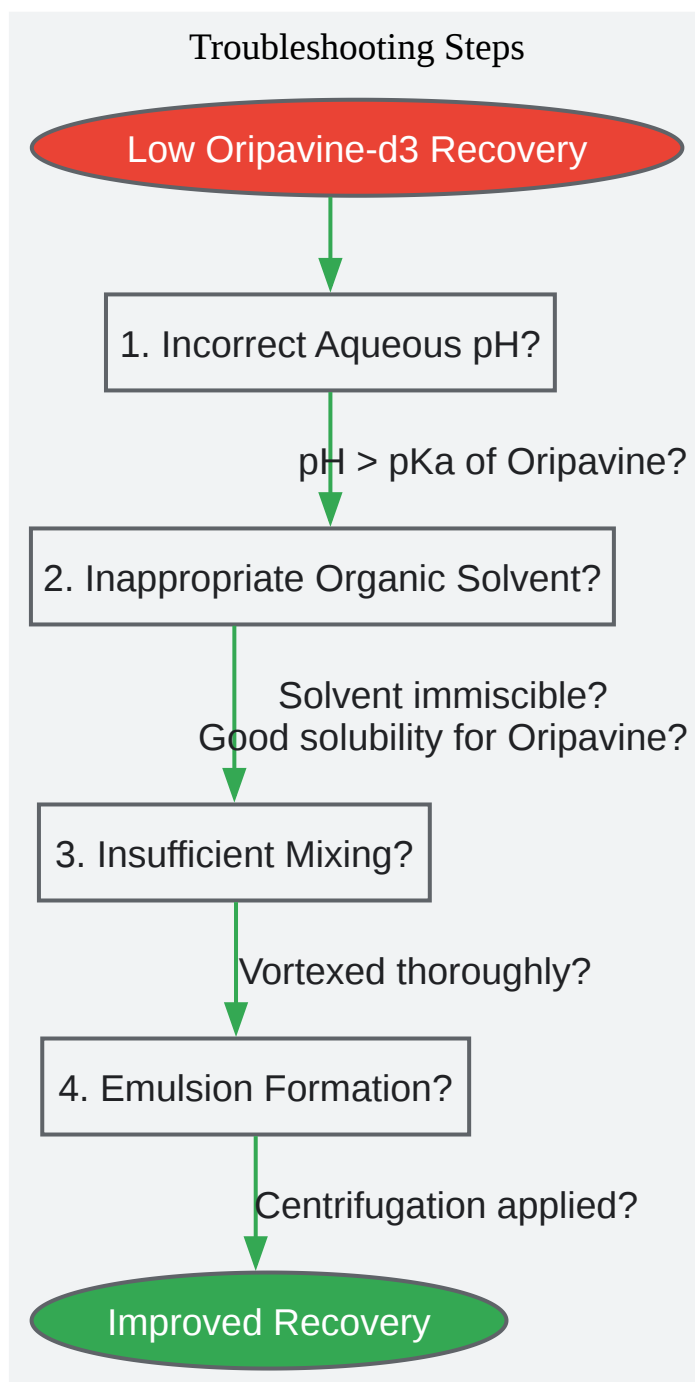 Troubleshooting Steps
Low Oripavine-d3 Recovery
1. Incorrect Aqueous pH?
pH > pKa of Oripavine?
2. Inappropriate Organic Solvent?
Solvent immiscible?
Good solubility for Oripavine?
3. Insufficient Mixing?
Vortexed thoroughly?
4. Emulsion Formation?
Centrifugation applied?
Improved Recovery